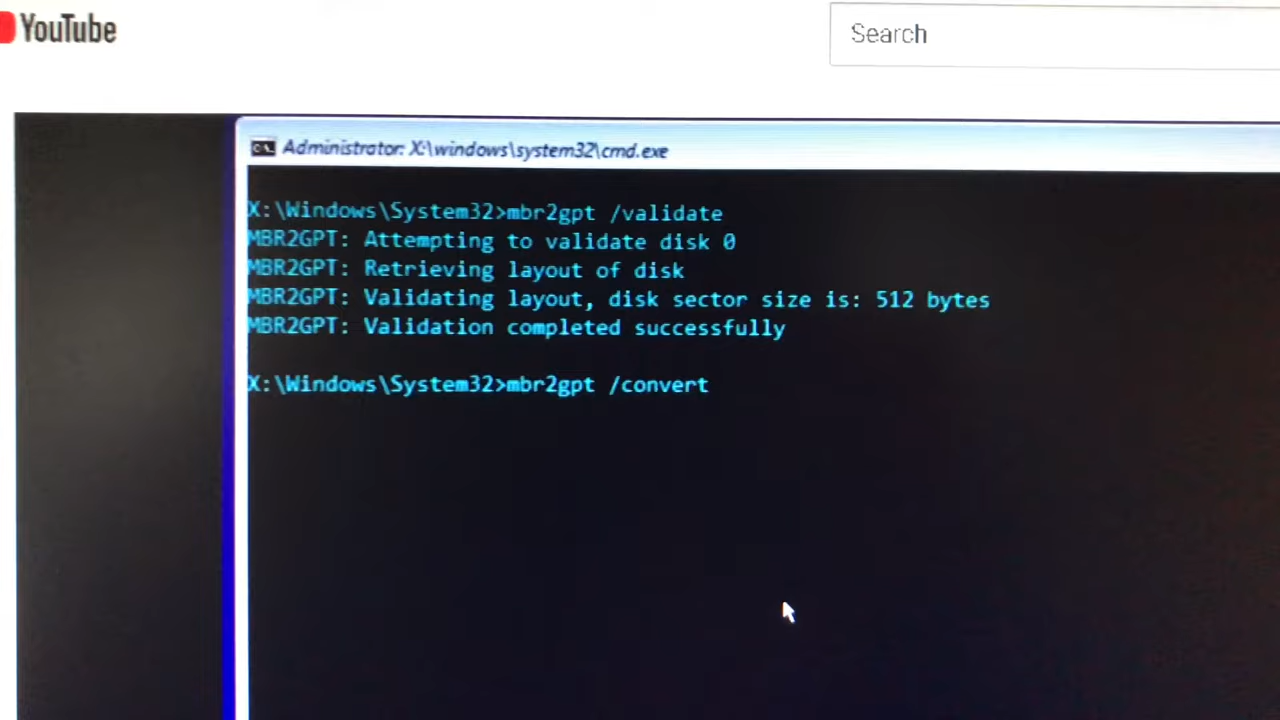 YouTube
Search
Administrator: X:\windows\system32\cmd.exe
X:\Windows\System32>mbr2gpt /validate
MBR2GPT: Attempting to validate disk 0
MBR2GPT: Retrieving layout of disk
MBR2GPT: Validating layout, disk sector size is: 512 bytes
MBR2GPT: Validation completed successfully
X:\Windows\System32>mbr2gpt /convert